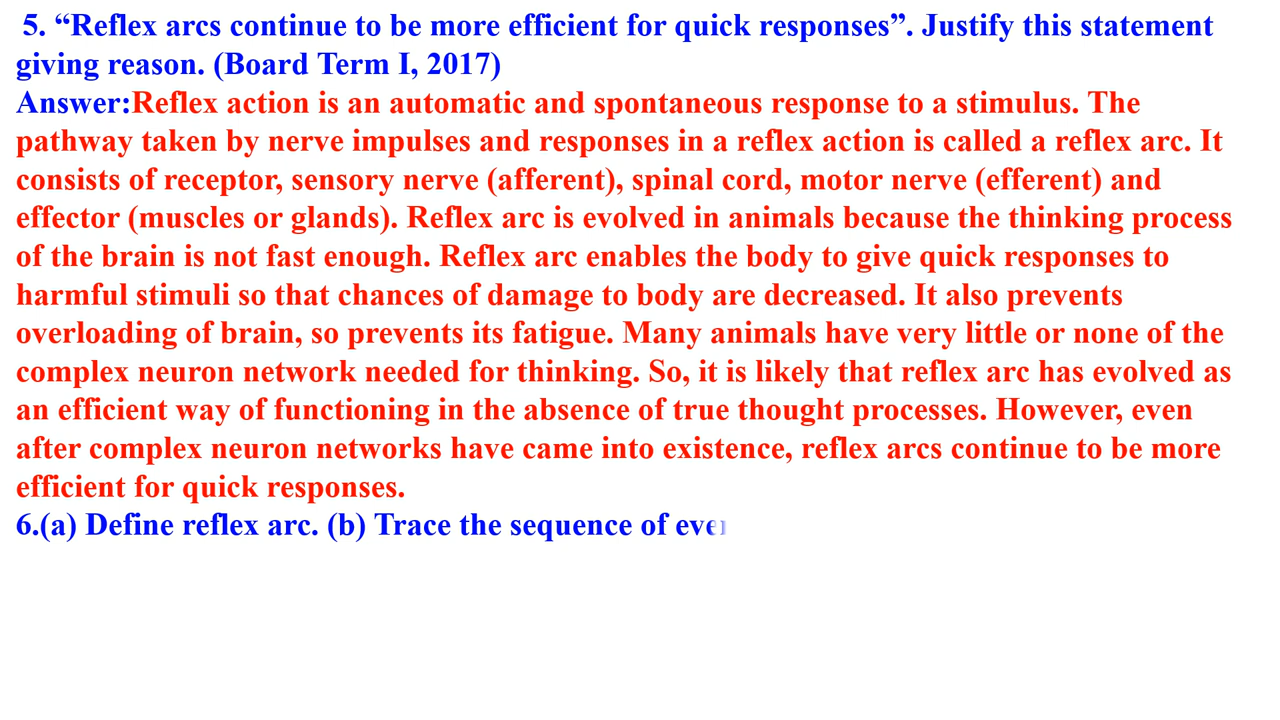 5. “Reflex arcs continue to be more efficient for quick responses”. Justify this statement
giving reason. (Board Term I, 2017)
Answer:Reflex action is an automatic and spontaneous response to a stimulus. The
pathway taken by nerve impulses and responses in a reflex action is called a reflex arc. It
consists of receptor, sensory nerve (afferent), spinal cord, motor nerve (efferent) and
effector (muscles or glands). Reflex arc is evolved in animals because the thinking process
of the brain is not fast enough. Reflex arc enables the body to give quick responses to
harmful stimuli so that chances of damage to body are decreased. It also prevents
overloading of brain, so prevents its fatigue. Many animals have very little or none of the
complex neuron network needed for thinking. So, it is likely that reflex arc has evolved as
an efficient way of functioning in the absence of true thought processes. However, even
after complex neuron networks have came into existence, reflex arcs continue to be more
efficient for quick responses.
6.(a) Define reflex arc. (b) Trace the sequence of